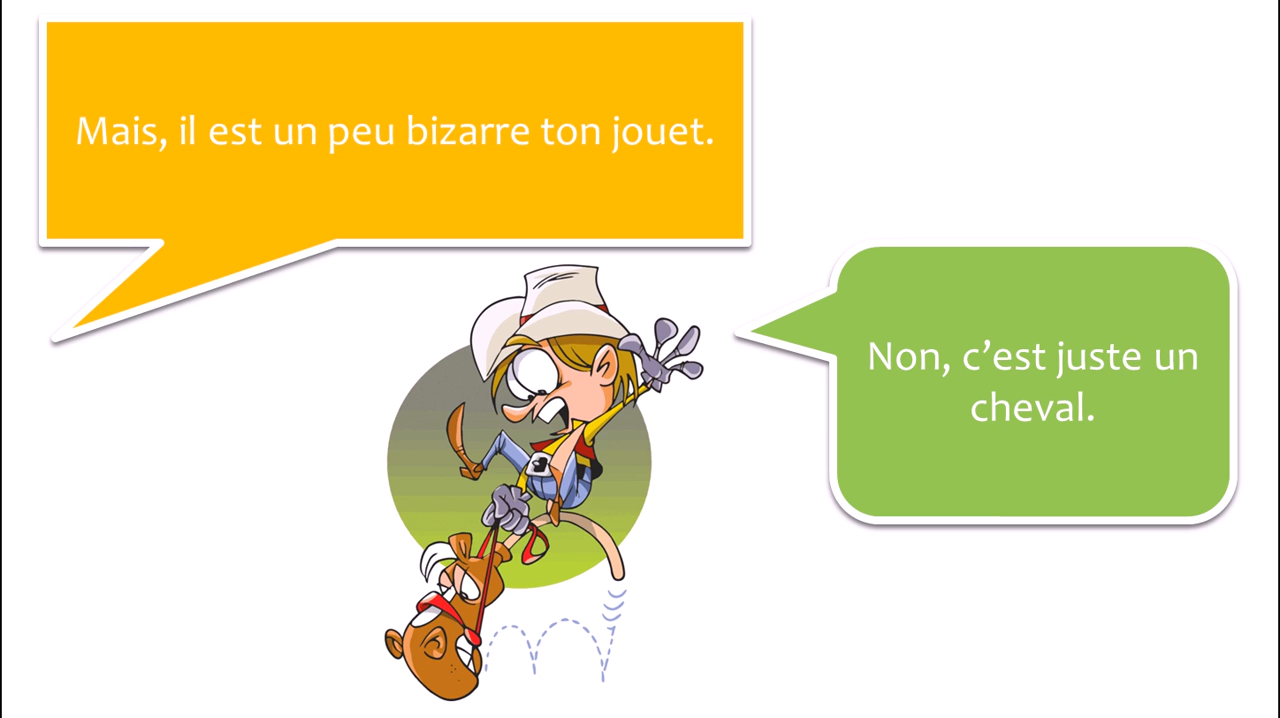 Mais, il est un peu bizarre ton jouet.
Non, c’est juste un
cheval.